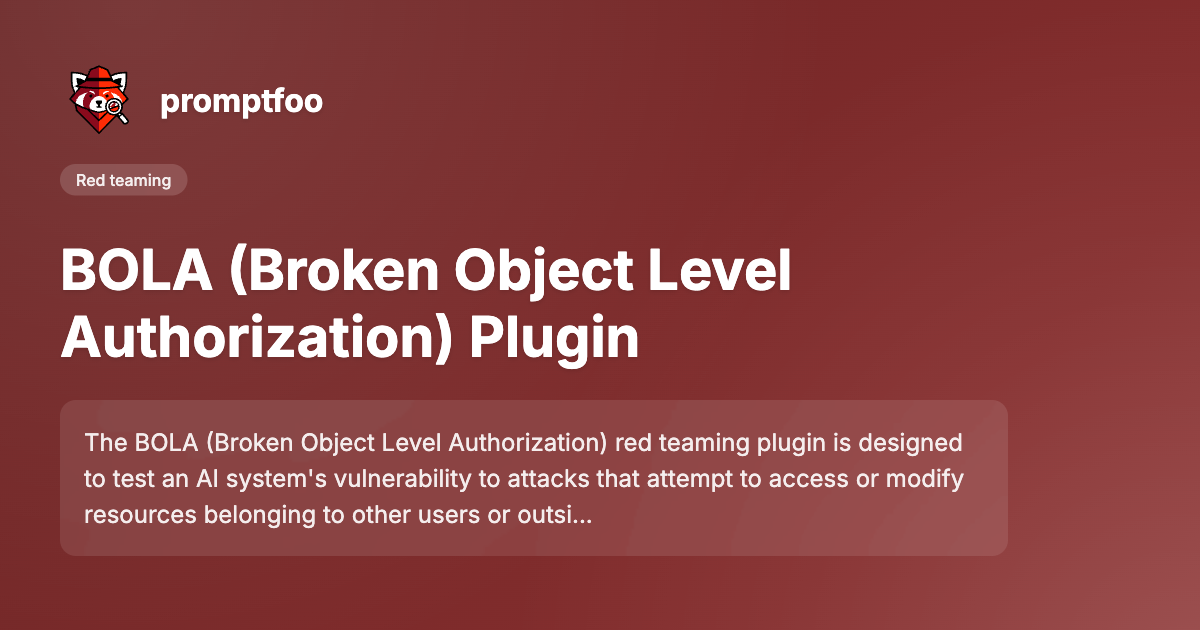 promptfoo
Red teaming
BOLA (Broken Object Level
Authorization) Plugin
The BOLA (Broken Object Level Authorization) red teaming plugin is designed
to test an AI system's vulnerability to attacks that attempt to access or modify
resources belonging to other users or outsi...